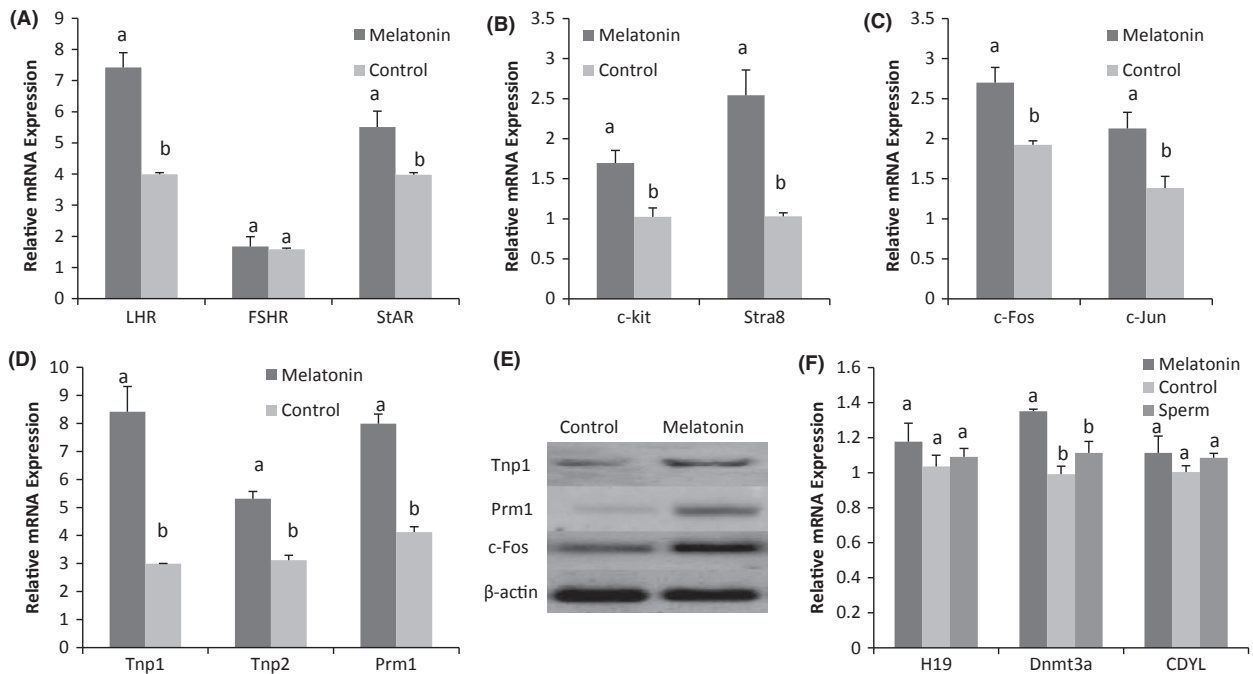 (A)
Relative mRNA Expression
9
8
7
6
5
4
3
2
1
0
Melatonin
Control
a
b
a
a
a
b
LHR
FSHR
StAR
(B)
Relative mRNA Expression
3.5
3
2.5
2
1.5
1
0.5
0
Melatonin
Control
a
b
a
b
c-kit
Stra8
(C)
Relative mRNA Expression
3.5
3
2.5
2
1.5
1
0.5
0
Melatonin
Control
a
b
a
b
c-Fos
c-Jun
(D)
Relative mRNA Expression
10
9
8
7
6
5
4
3
2
1
0
Melatonin
Control
a
b
a
b
a
b
Tnp1
Tnp2
Prm1
(E)
Control Melatonin
Tnp1
Prm1
c-Fos
β-actin
(F)
Relative mRNA Expression
1.6
1.4
1.2
1
0.8
0.6
0.4
0.2
0
Melatonin
Control
Sperm
a
a
a
a
b
b
a
a
a
H19
Dnmt3a
CDYL